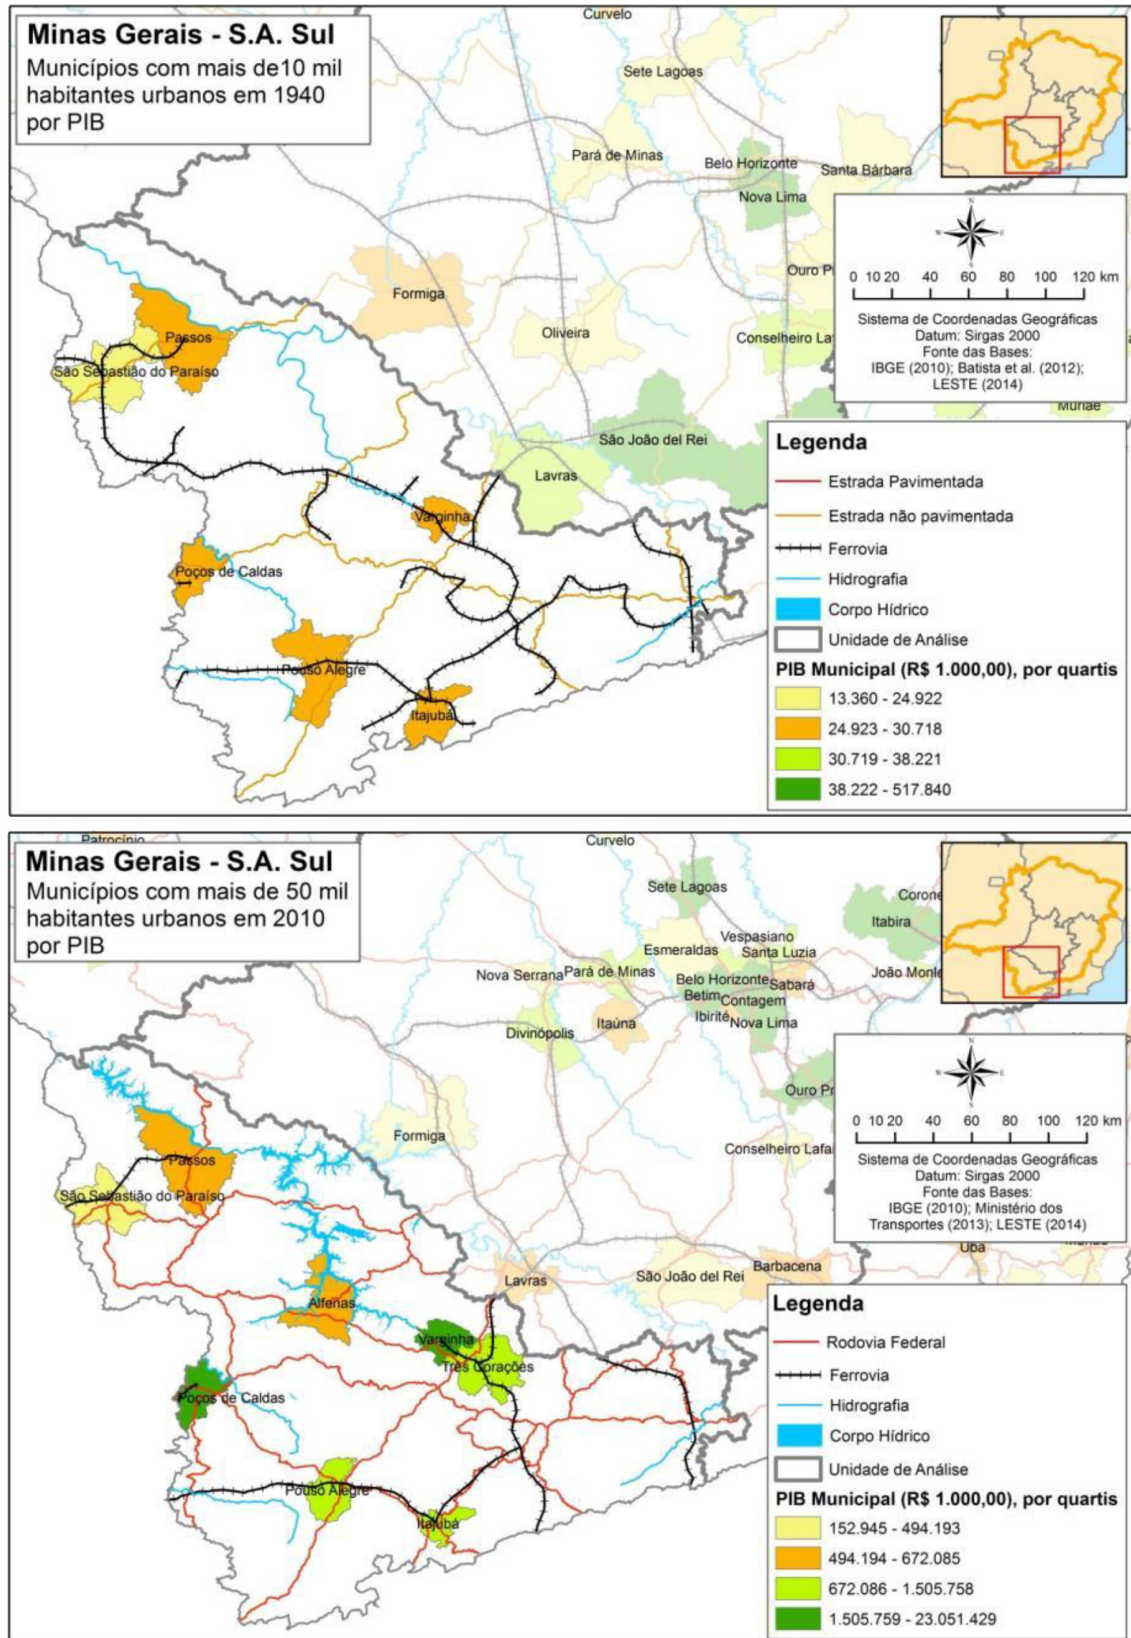 Minas Gerais - S.A. Sul
Municípios com mais de10 mil
habitantes urbanos em 1940
por PIB
Curvelo
Sete Lagoas
Pará de Minas
Belo Horizonte
Santa Bárbara
Nova Lima
Ouro P
Formiga
Oliveira
Conselheiro La
Passos
São Sebastião do Paraíso
São João del Rei
Muriaé
a
Lavras
Varginha
Poços de Caldas
Pouso Alegre
Itajubá
N
W
E
S
0 10 20 40 60 80 100 120 km
Sistema de Coordenadas Geográficas
Datum: Sirgas 2000
Fonte das Bases:
IBGE (2010); Batista et al. (2012);
LESTE (2014)
Legenda
Estrada Pavimentada
Estrada não pavimentada
Ferrovia
Hidrografia
Corpo Hídrico
Unidade de Análise
PIB Municipal (R$ 1.000,00), por quartis
13.360 - 24.922
24.923 - 30.718
30.719 - 38.221
38.222 - 517.840
Patrocínio
Minas Gerais - S.A. Sul
Municípios com mais de 50 mil
habitantes urbanos em 2010
por PIB
Curvelo
Sete Lagoas
Corone
Itabira
Vespasiano
Esmeraldas
Santa Luzia
Nova Serrana
Pará de Minas
Belo Horizonte
João Monle
Betim
Sabará
Contagem
Itaúna
Ibirité
Nova Lima
Divinópolis
Ouro Pr
Formiga
Conselheiro Lafa
Passos
São Sebastião do Paraíso
Ubá
Barbacena
São João del Rei
Lavras
Alfenas
Varginha
Três Corações
Poços de Caldas
Pouso Alegre
Itajubá
N
W
E
S
0 10 20 40 60 80 100 120 km
Sistema de Coordenadas Geográficas
Datum: Sirgas 2000
Fonte das Bases:
IBGE (2010); Ministério dos
Transportes (2013); LESTE (2014)
Legenda
Rodovia Federal
Ferrovia
Hidrografia
Corpo Hídrico
Unidade de Análise
PIB Municipal (R$ 1.000,00), por quartis
152.945 - 494.193
494.194 - 672.085
672.086 - 1.505.758
1.505.759 - 23.051.429